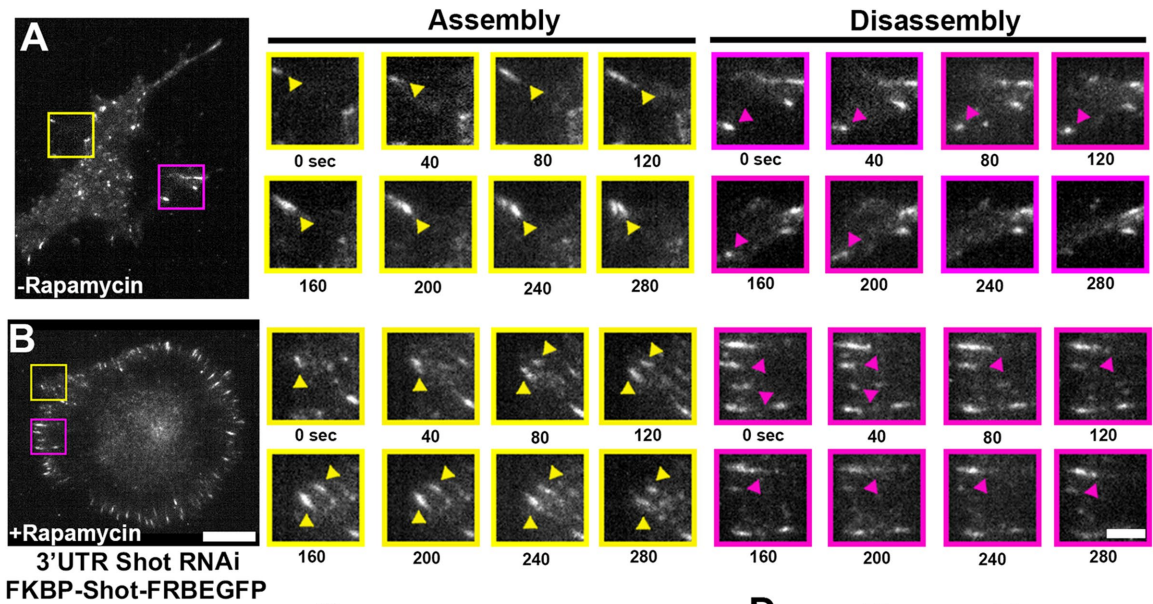 Assembly Disassembly
A
0 sec 40 80 120 0 sec 40 80 120
-Rapamycin
160 200 240 280 160 200 240 280
B
0 sec 40 80 120 0 sec 40 80 120
+Rapamycin
160 200 240 280 160 200 240 280
3'UTR Shot RNAi
FKBP-Shot-FRBEGFP